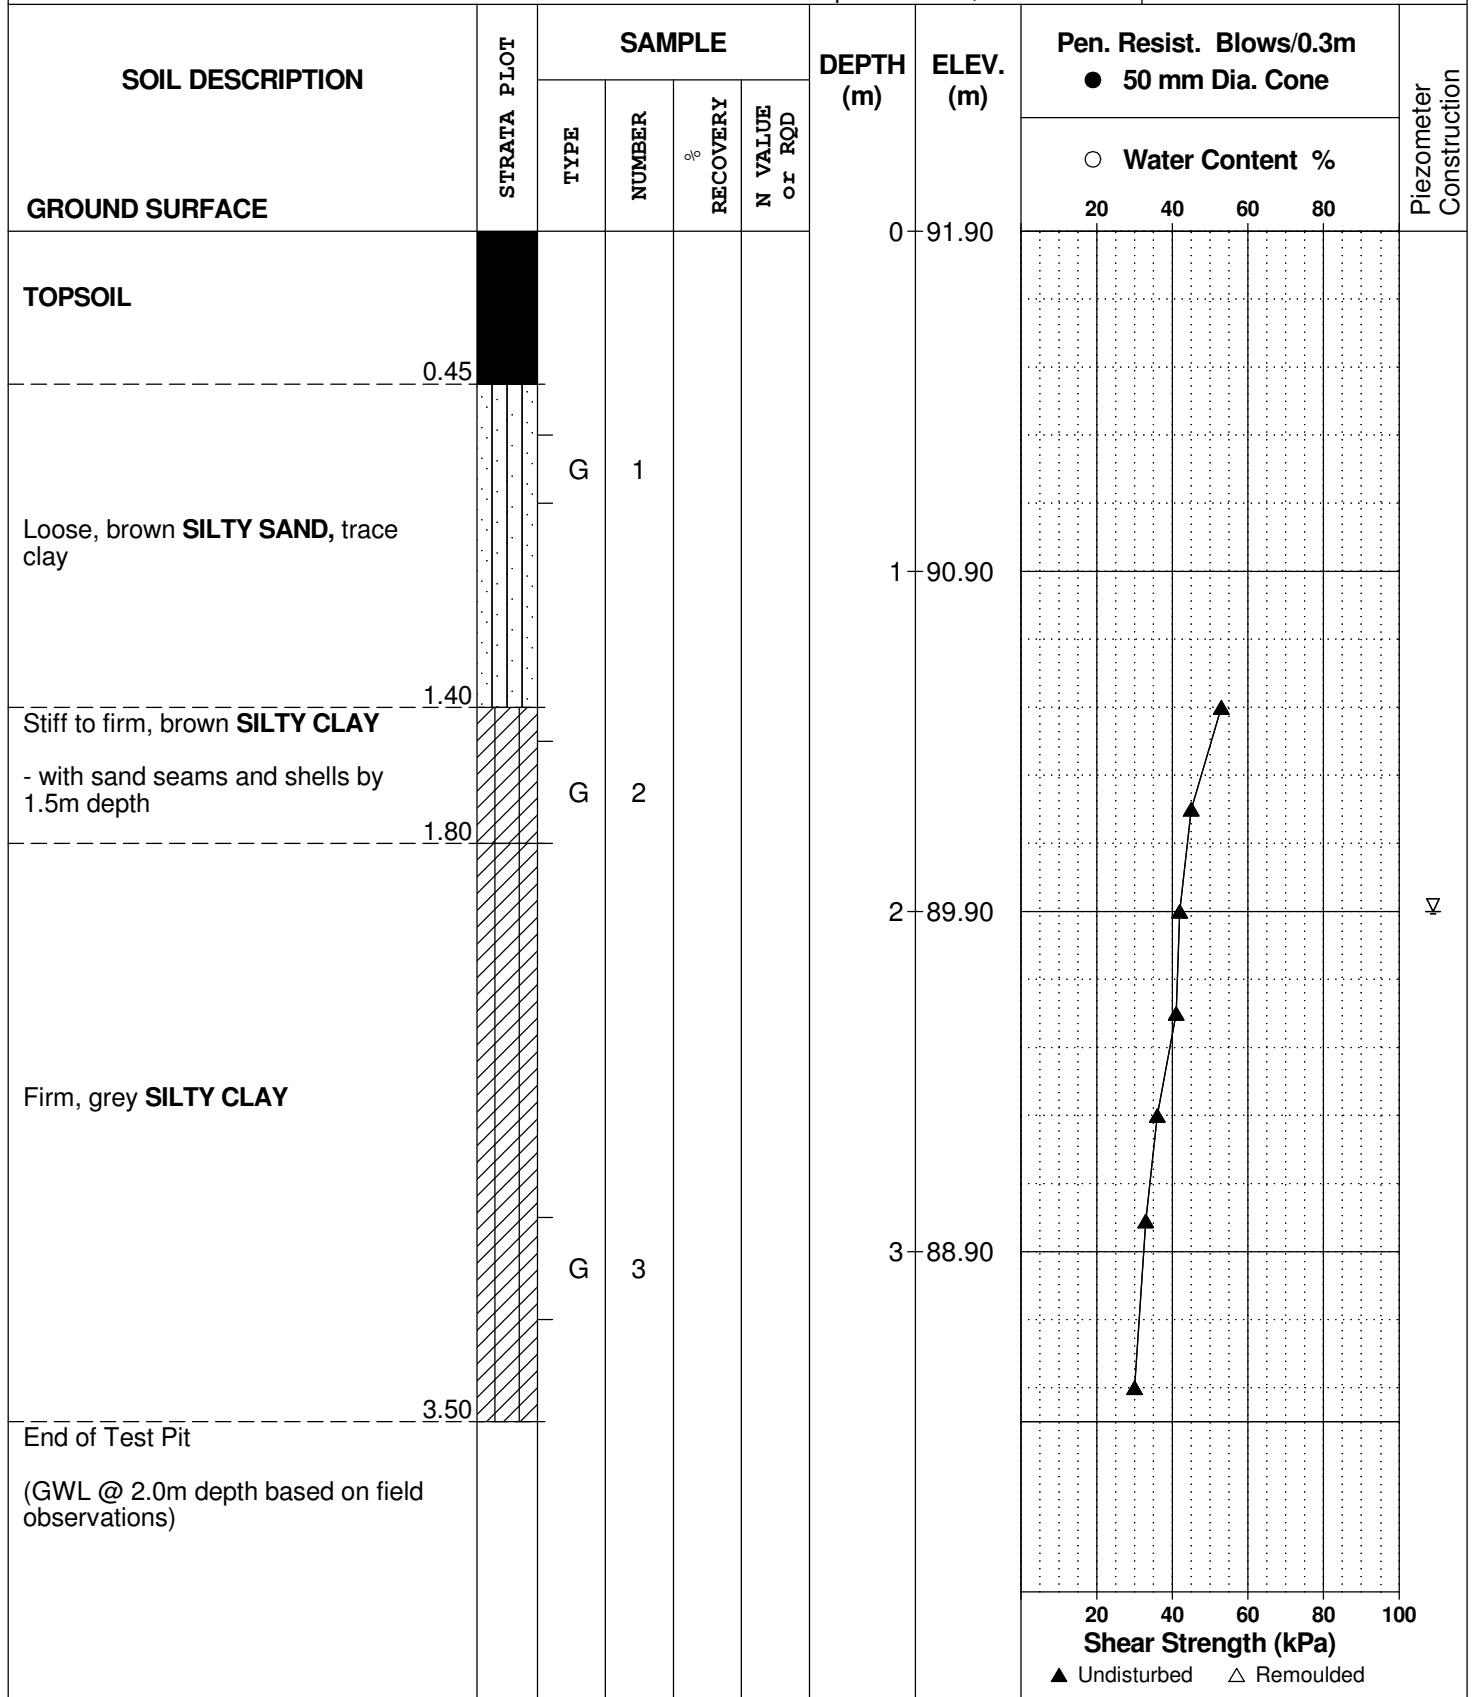 SOIL DESCRIPTION
GROUND SURFACE
STRATA PLOT
SAMPLE
TYPE
NUMBER
%
RECOVERY
N VALUE
or RQD
DEPTH
(m)
ELEV.
(m)
Pen. Resist. Blows/0.3m
● 50 mm Dia. Cone
○ Water Content %
20 40 60 80
Piezometer
Construction
0 91.90
TOPSOIL
0.45
G 1
Loose, brown SILTY SAND, trace
clay
1 90.90
1.40
Stiff to firm, brown SILTY CLAY
- with sand seams and shells by
1.5m depth
G 2
1.80
2 89.90
Firm, grey SILTY CLAY
3 88.90
G 3
3.50
End of Test Pit
(GWL @ 2.0m depth based on field
observations)
20 40 60 80 100
Shear Strength (kPa)
▲ Undisturbed △ Remoulded